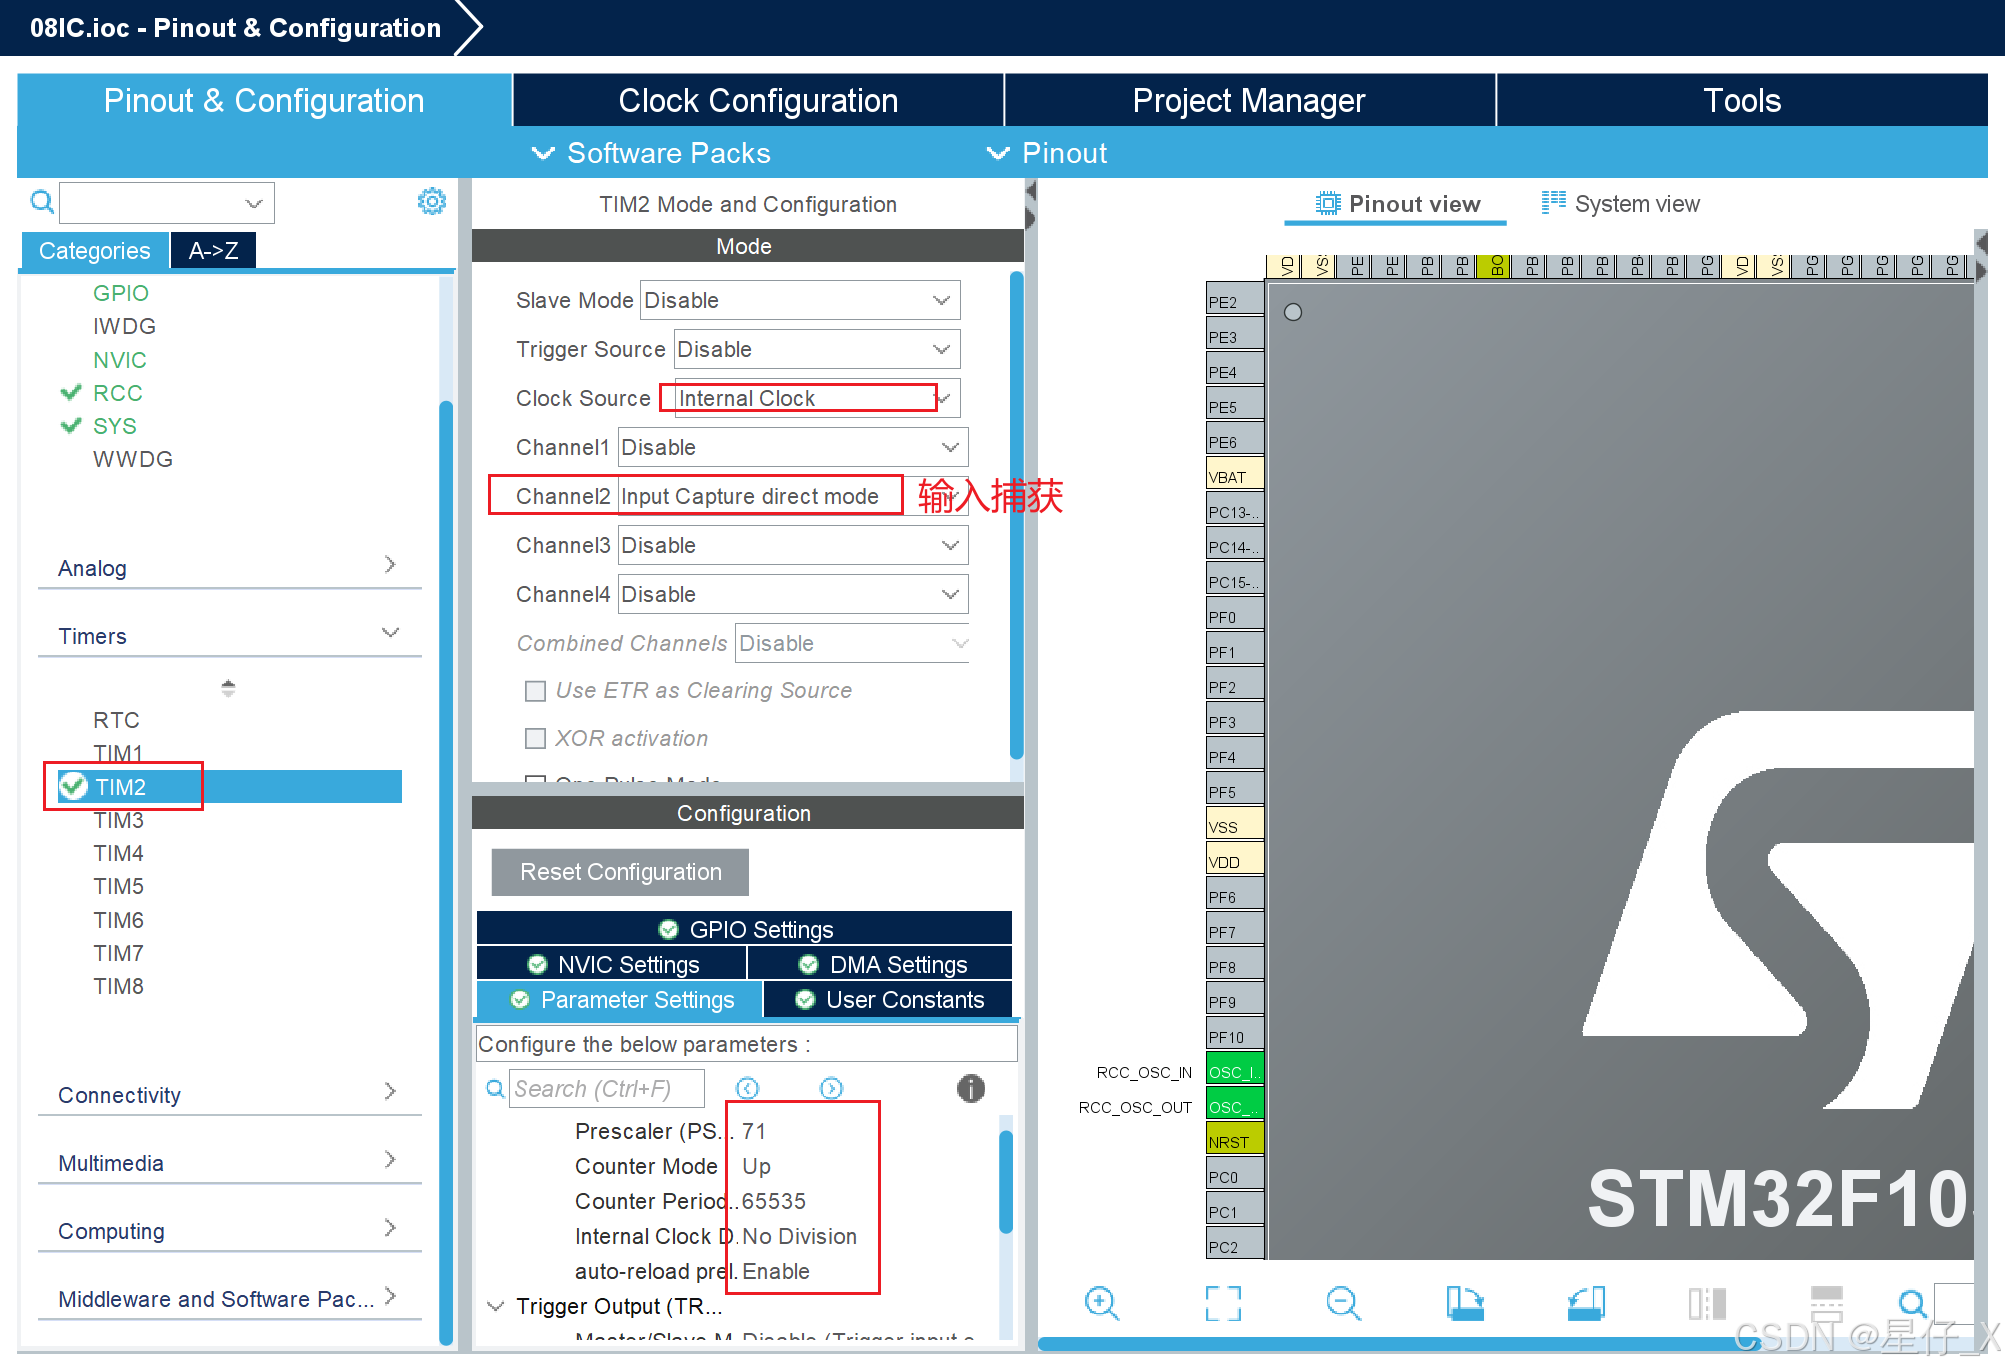 08IC.ioc - Pinout & Configuration
Pinout & Configuration
Clock Configuration
Project Manager
Tools
Software Packs
Pinout
Categories
A->Z
GPIO
IWDG
NVIC
RCC
SYS
WWDG
Analog
Timers
RTC
TIM1
TIM2
TIM3
TIM4
TIM5
TIM6
TIM7
TIM8
Connectivity
Multimedia
Computing
Middleware and Software Pac...
TIM2 Mode and Configuration
Mode
Slave Mode Disable
Trigger Source Disable
Clock Source Internal Clock
Channel1 Disable
Channel2 Input Capture direct mode 输入捕获
Channel3 Disable
Channel4 Disable
Combined Channels Disable
Use ETR as Clearing Source
XOR activation
One Pulse Mode
Configuration
Reset Configuration
GPIO Settings
NVIC Settings
DMA Settings
Parameter Settings
User Constants
Configure the below parameters :
Search (Ctrl+F)
Prescaler (PS... 71
Counter Mode Up
Counter Period... 65535
Internal Clock D... No Division
auto-reload prel... Enable
Trigger Output (TR...
Master/Slave M Disable (Trigger input e
Pinout view
System view
VD
VS
PE
PE
PB
PB
BO
PB
PB
PB
PB
PB
PG
VD
VS
PG
PG
PG
PG
PG
PE2
PE3
PE4
PE5
PE6
VBAT
PC13-..
PC14-..
PC15-..
PF0
PF1
PF2
PF3
PF4
PF5
VSS
VDD
PF6
PF7
PF8
PF9
PF10
RCC_OSC_IN OSC_I..
RCC_OSC_OUT OSC_..
NRST
PC0
PC1
PC2
STM32F10
CSDN @星仔_X